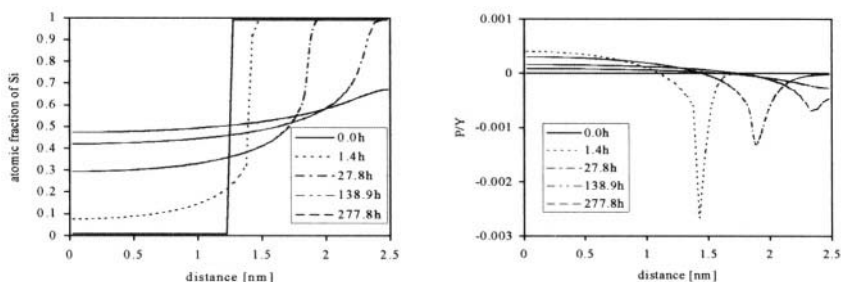 1
0.9
0.8
0.7
0.6
0.5
0.4
0.3
0.2
0.1
0
atomic fraction of Si
0 0.5 1 1.5 2 2.5
distance [nm]
0.0h
1.4h
27.8h
138.9h
277.8h
0.001
0
-0.001
-0.002
-0.003
P/Y
0 0.5 1 1.5 2 2.5
distance [nm]
0.0h
1.4h
27.8h
138.9h
277.8h